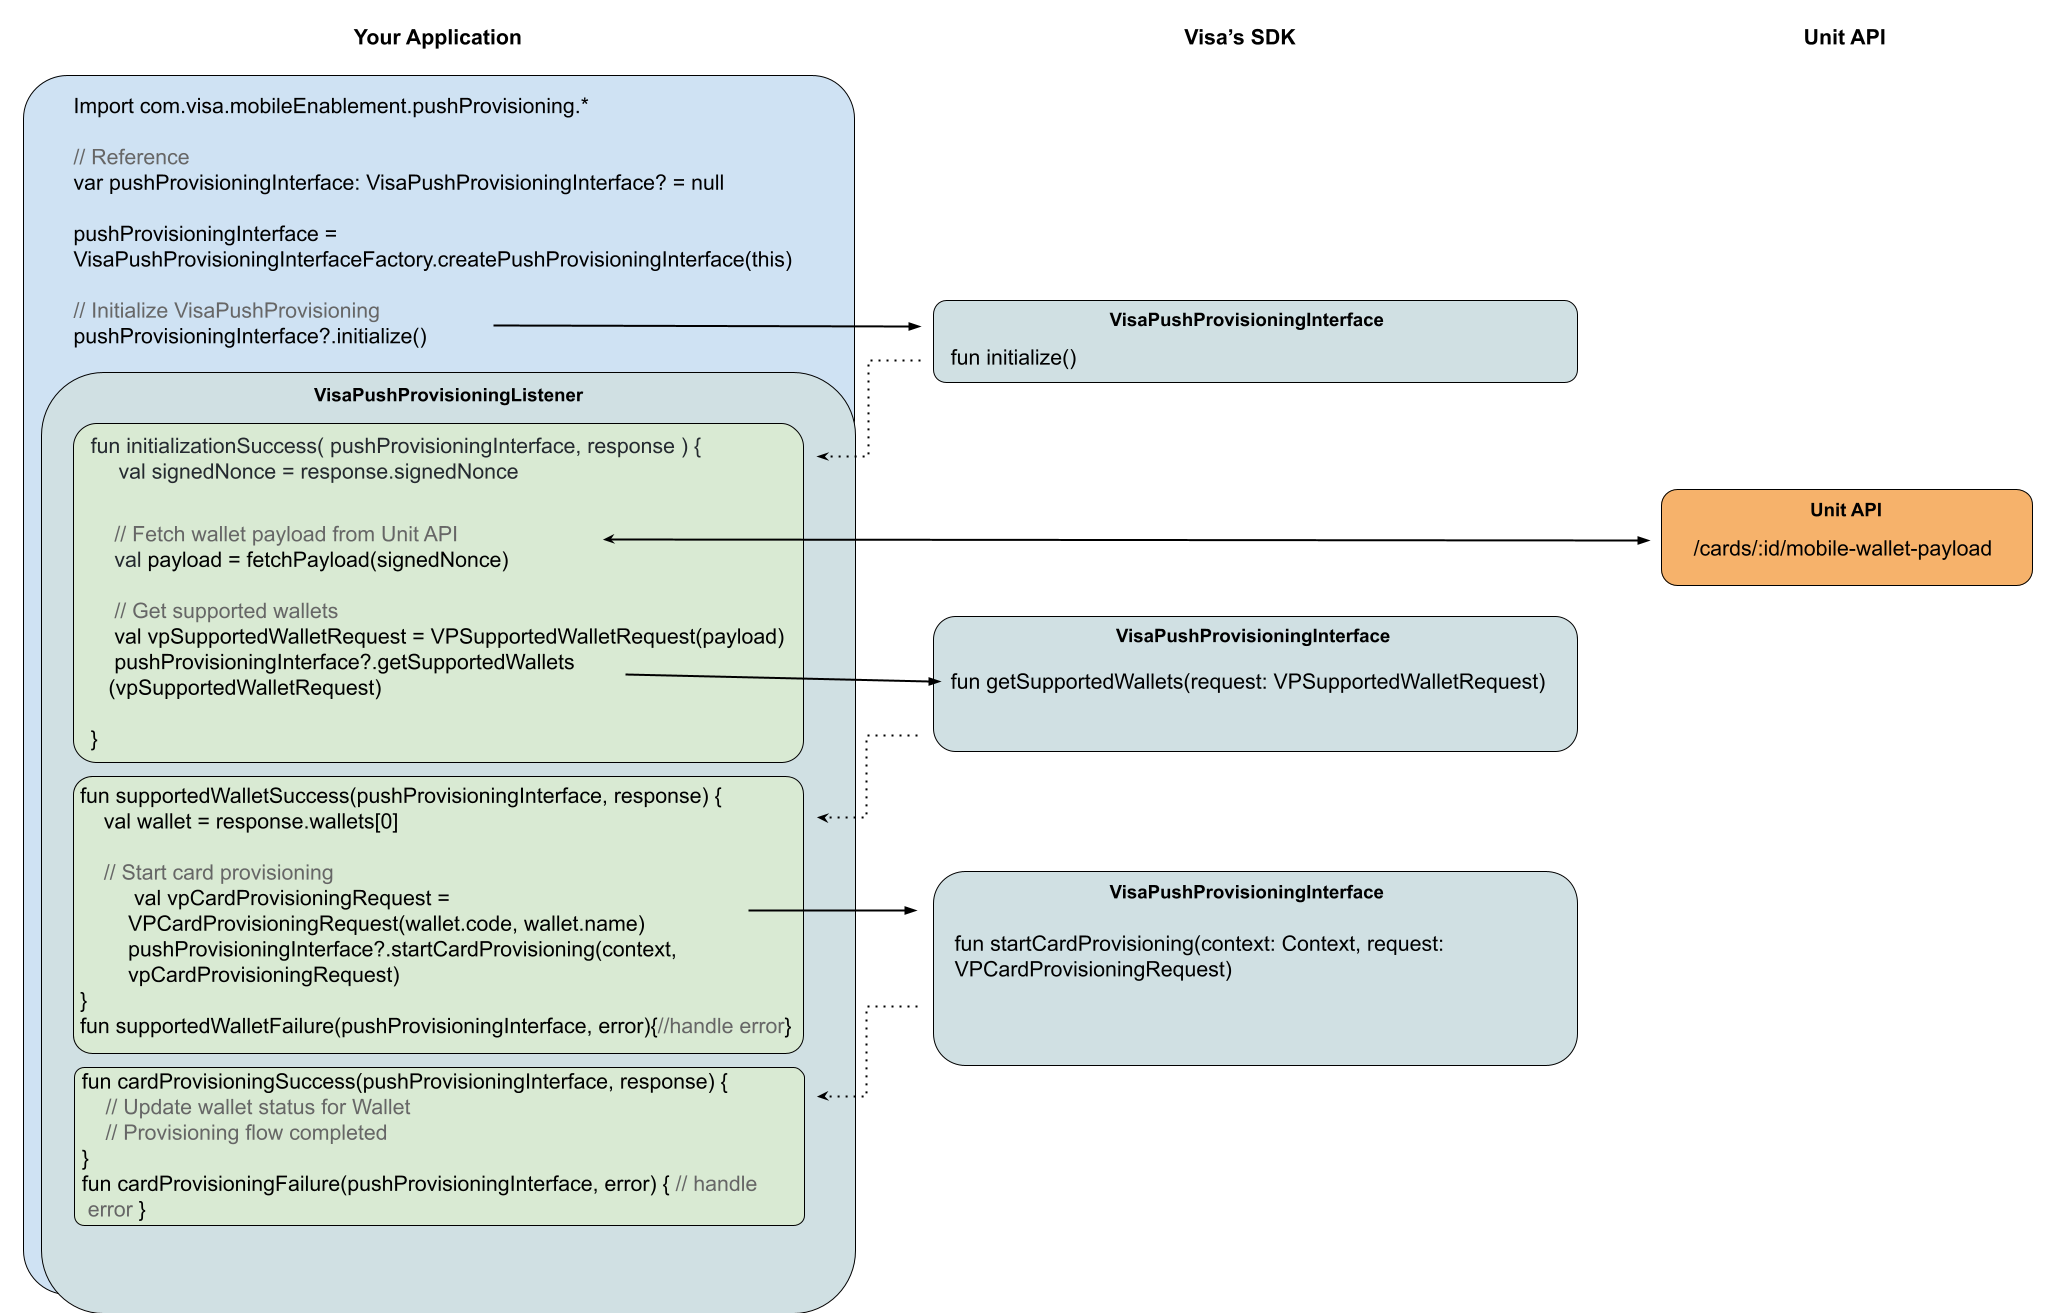 Your Application
Visa’s SDK
Unit API
Import com.visa.mobileEnablement.pushProvisioning.*
// Reference
var pushProvisioningInterface: VisaPushProvisioningInterface? = null
pushProvisioningInterface =
VisaPushProvisioningInterfaceFactory.createPushProvisioningInterface(this)
// Initialize VisaPushProvisioning
pushProvisioningInterface?.initialize()
VisaPushProvisioningInterface
fun initialize()
VisaPushProvisioningListener
fun initializationSuccess( pushProvisioningInterface, response ) {
val signedNonce = response.signedNonce
// Fetch wallet payload from Unit API
val payload = fetchPayload(signedNonce)
Unit API
/cards/:id/mobile-wallet-payload
// Get supported wallets
val vpSupportedWalletRequest = VPSupportedWalletRequest(payload)
pushProvisioningInterface?.getSupportedWallets
(vpSupportedWalletRequest)
}
VisaPushProvisioningInterface
fun getSupportedWallets(request: VPSupportedWalletRequest)
fun supportedWalletSuccess(pushProvisioningInterface, response) {
val wallet = response.wallets[0]
// Start card provisioning
val vpCardProvisioningRequest =
VPCardProvisioningRequest(wallet.code, wallet.name)
pushProvisioningInterface?.startCardProvisioning(context,
vpCardProvisioningRequest)
}
fun supportedWalletFailure(pushProvisioningInterface, error){//handle error}
VisaPushProvisioningInterface
fun startCardProvisioning(context: Context, request:
VPCardProvisioningRequest)
fun cardProvisioningSuccess(pushProvisioningInterface, response) {
// Update wallet status for Wallet
// Provisioning flow completed
}
fun cardProvisioningFailure(pushProvisioningInterface, error) { // handle
error }